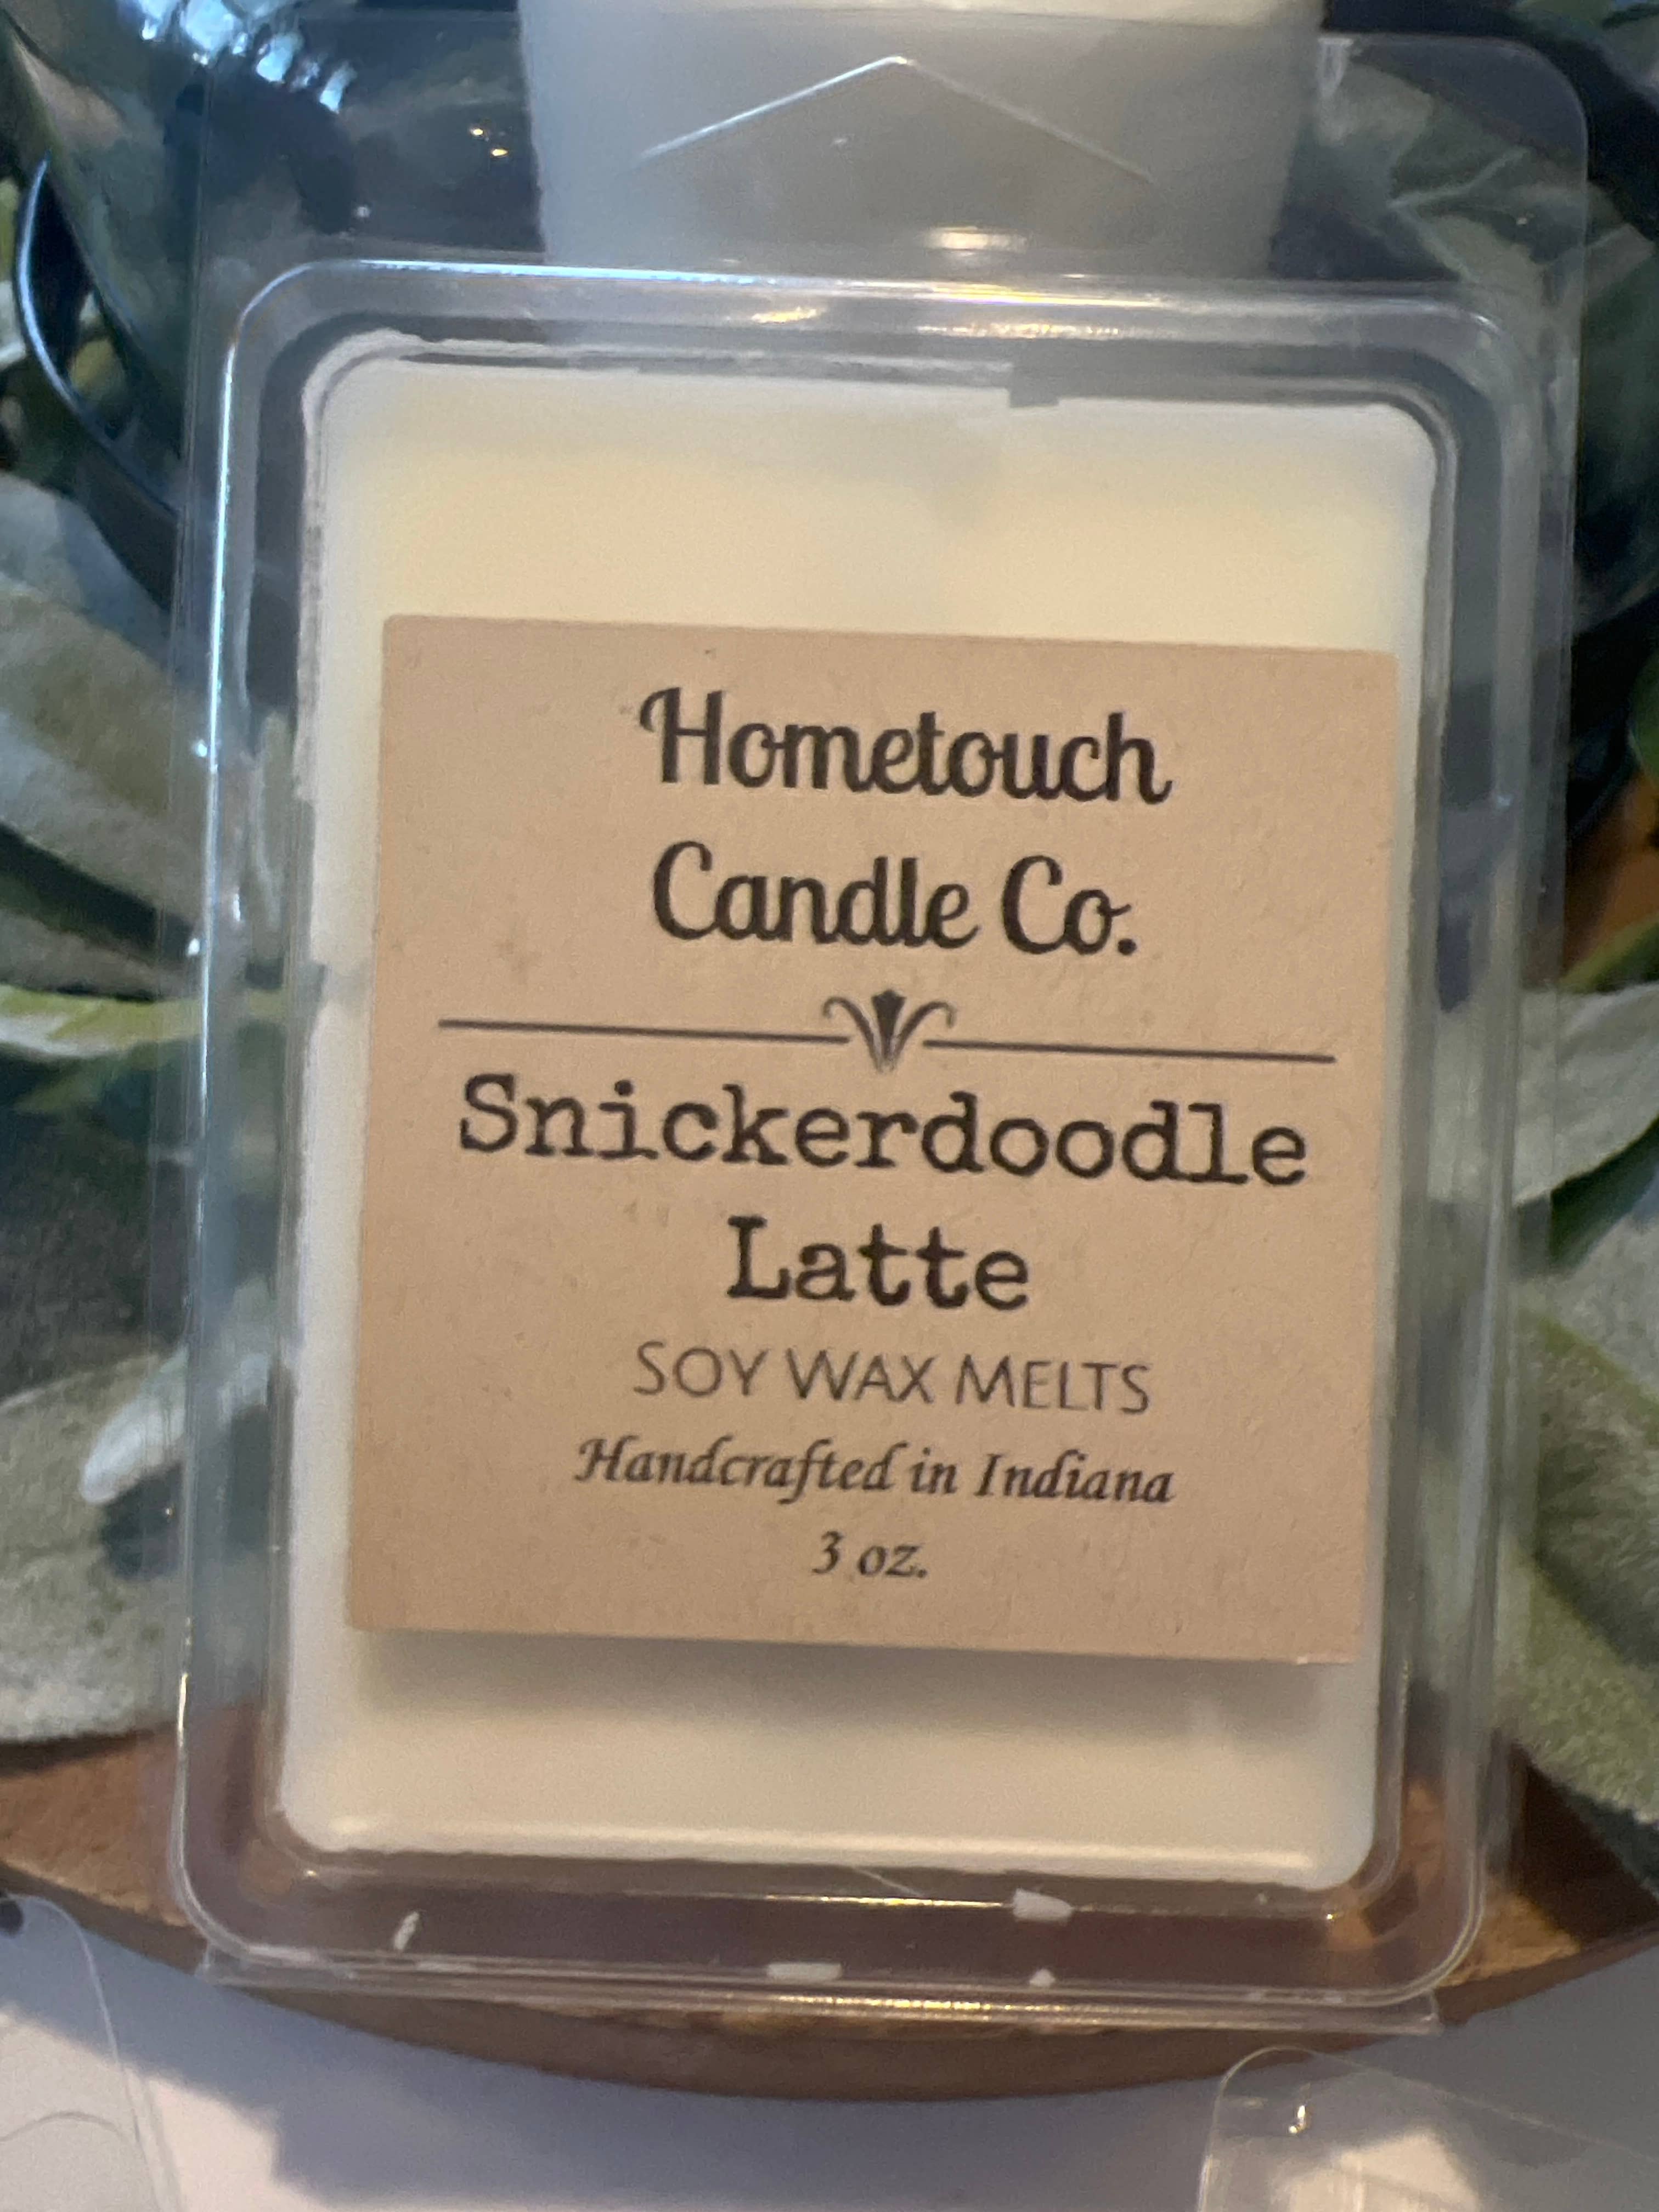 Hometouch
Candle Co.
Snickerdoodle
Latte
SOY WAX MELTS
Handcrafted in Indiana
3 oz.